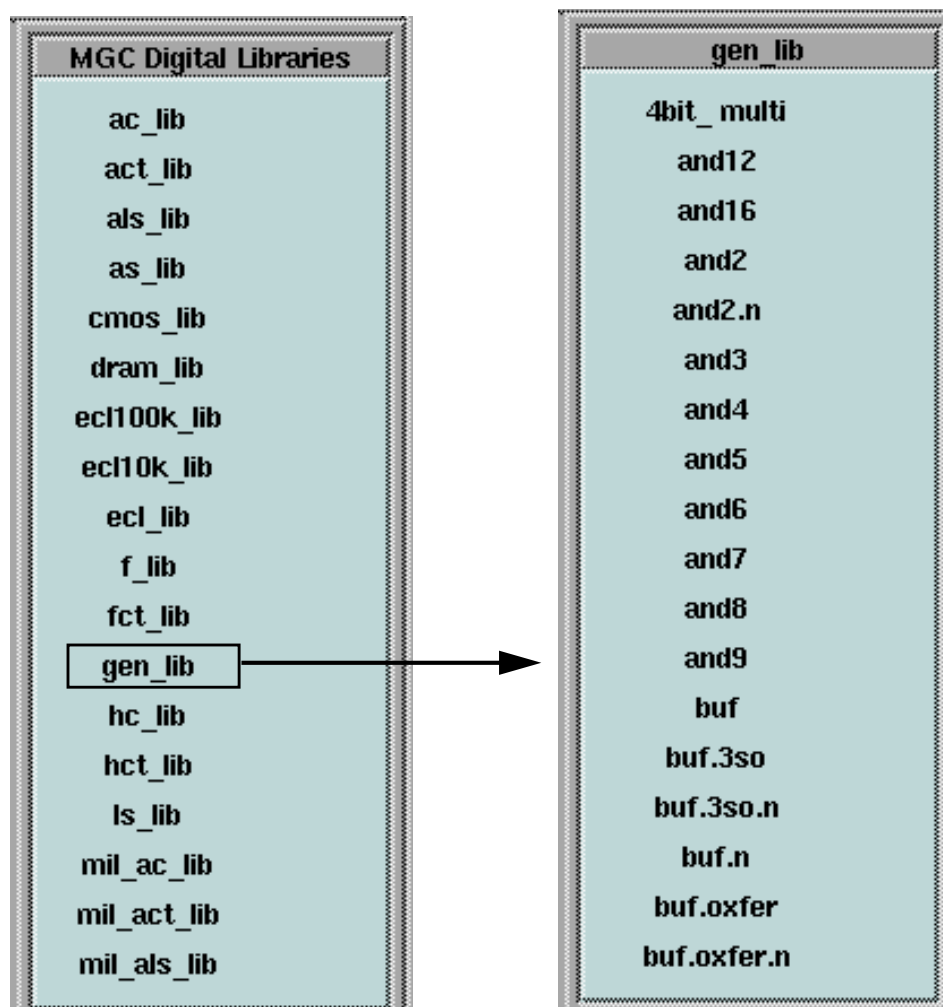 MGC Digital Libraries
ac_lib
act_lib
als_lib
as_lib
cmos_lib
dram_lib
ecl100k_lib
ecl10k_lib
ecl_lib
f_lib
fct_lib
gen_lib
hc_lib
hct_lib
ls_lib
mil_ac_lib
mil_act_lib
mil_als_lib
gen_lib
4bit_ multi
and12
and16
and2
and2.n
and3
and4
and5
and6
and7
and8
and9
buf
buf.3so
buf.3so.n
buf.n
buf.oxfer
buf.oxfer.n